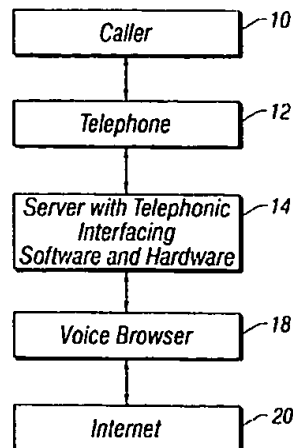 Caller
10
Telephone
12
Server with Telephonic
Interfacing
Software and Hardware
14
Voice Browser
18
Internet
20